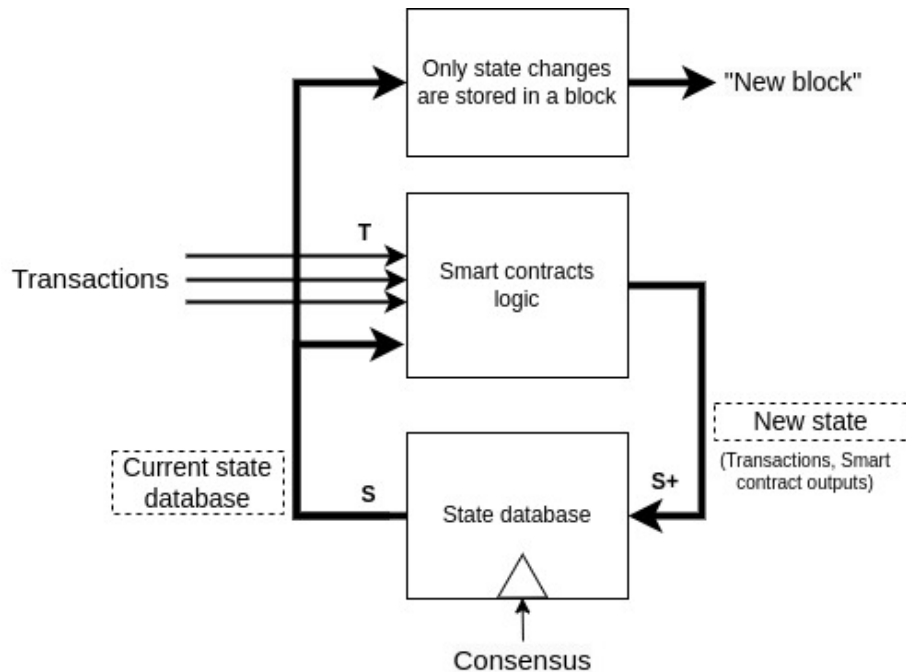 Only state changes
are stored in a block
"New block"
T
Transactions
Smart contracts
logic
New state
(Transactions, Smart
contract outputs)
Current state
database
S
S+
State database
Consensus